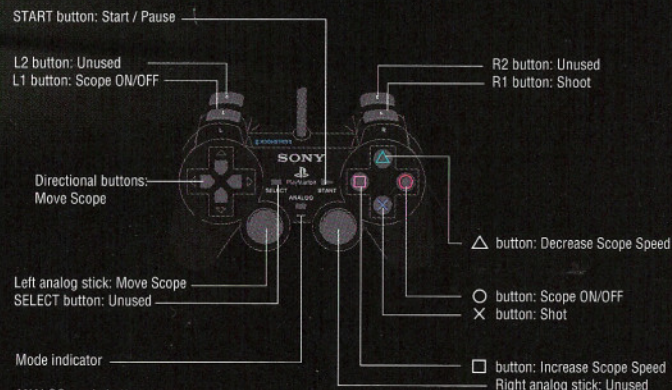 START button: Start / Pause
L2 button: Unused
L1 button: Scope ON/OFF
R2 button: Unused
R1 button: Shoot
L
R
SONY
PlayStation
SELECT
START
ANALOG
Directional buttons:
Move Scope
△ button: Decrease Scope Speed
Left analog stick: Move Scope
SELECT button: Unused
○ button: Scope ON/OFF
✕ button: Shot
Mode indicator
□ button: Increase Scope Speed
Right analog stick: Unused